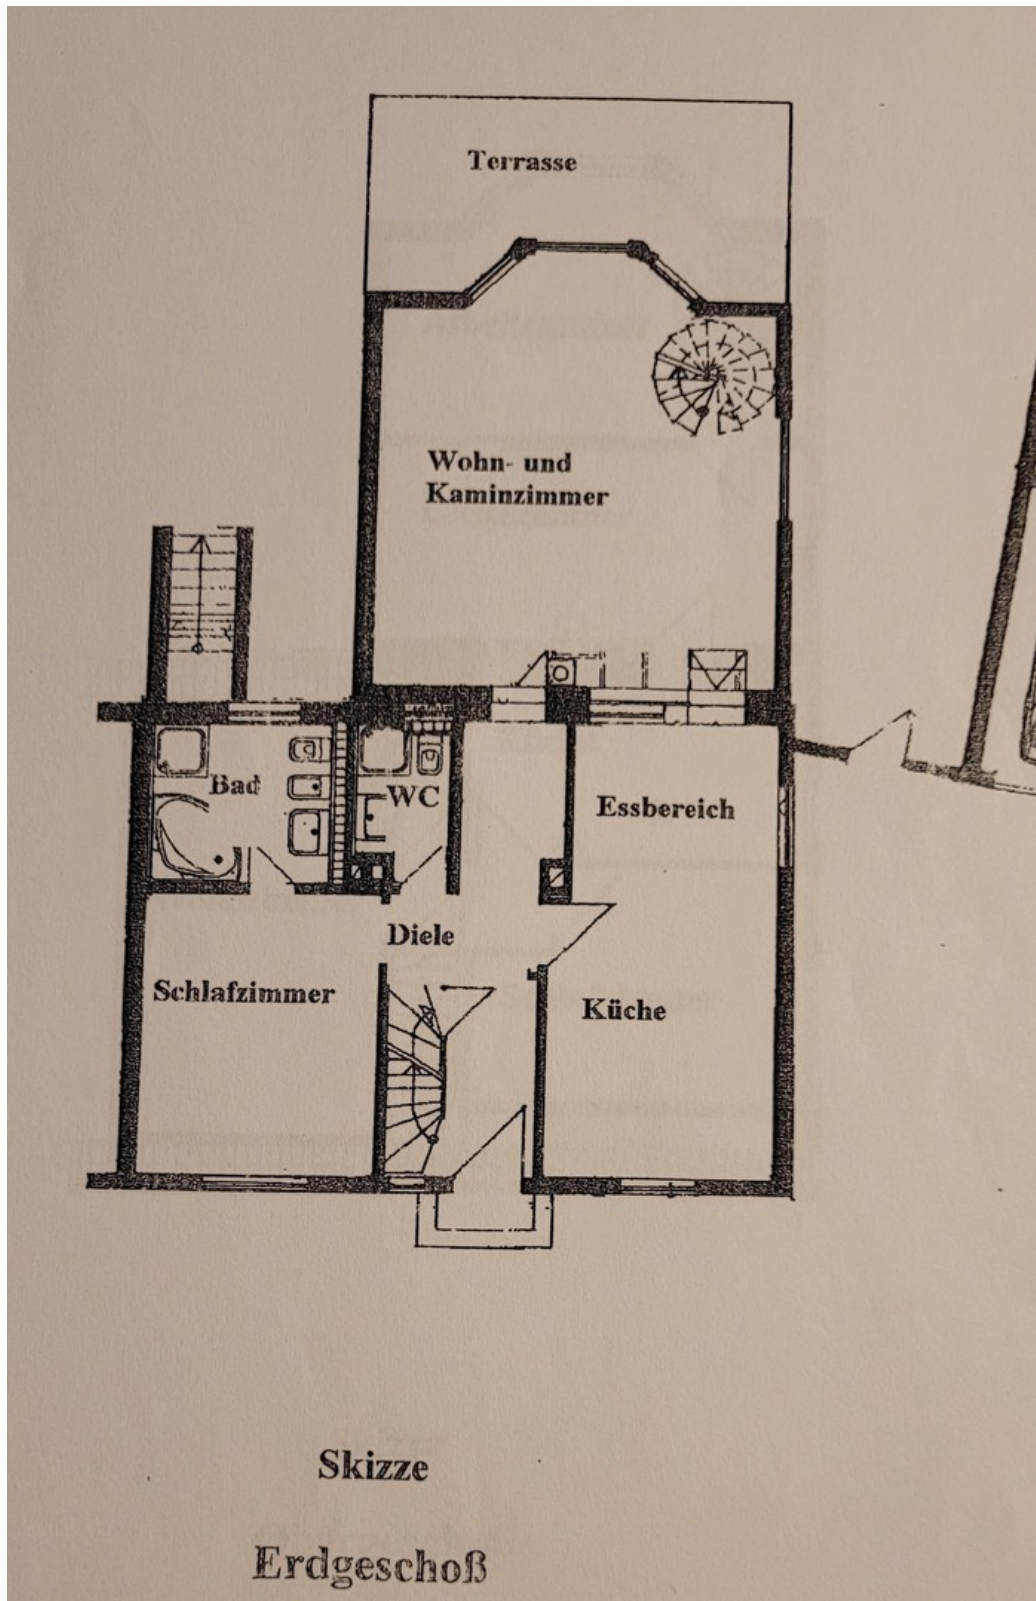 Terrasse
Wohn- und
Kaminzimmer
Bad
WC
Essbereich
Diele
Schlafzimmer
Küche
Skizze
Erdgeschoß